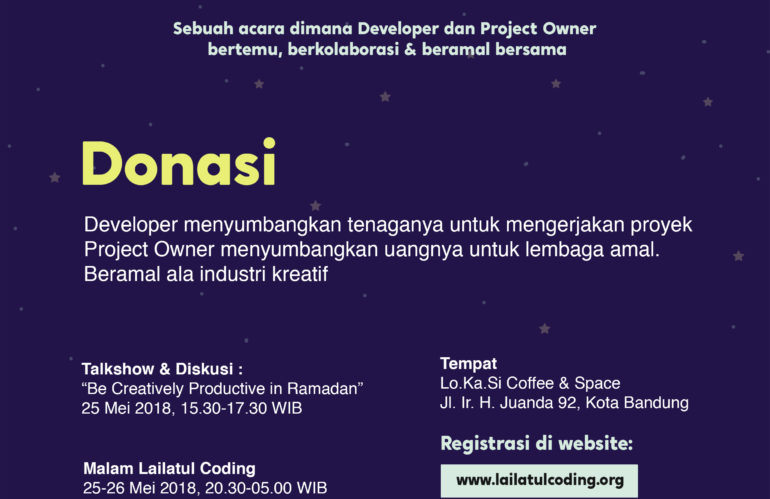 Sebuah acara dimana Developer dan Project Owner
bertemu, berkolaborasi & beramal bersama
Donasi
Developer menyumbangkan tenaganya untuk mengerjakan proyek
Project Owner menyumbangkan uangnya untuk lembaga amal.
Beramal ala industri kreatif
Talkshow & Diskusi :
“Be Creatively Productive in Ramadan”
25 Mei 2018, 15.30-17.30 WIB
Malam Lailatul Coding
25-26 Mei 2018, 20.30-05.00 WIB
Tempat
Lo.Ka.Si Coffee & Space
Jl. Ir. H. Juanda 92, Kota Bandung
Registrasi di website:
www.lailatulcoding.org